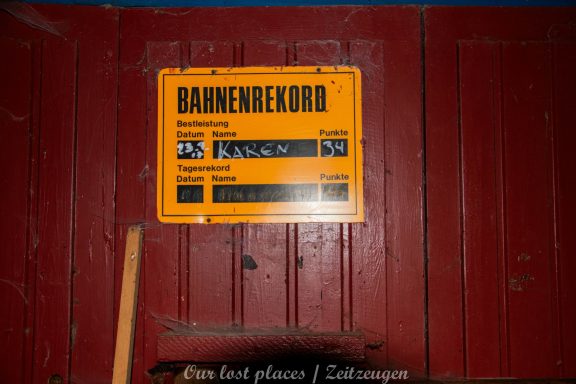 BAHNENREKORD
Bestleistung
Datum Name Punkte
KAREN 34
Tagesrekord
Datum Name Punkte
Our lost places | Zeitzeugen